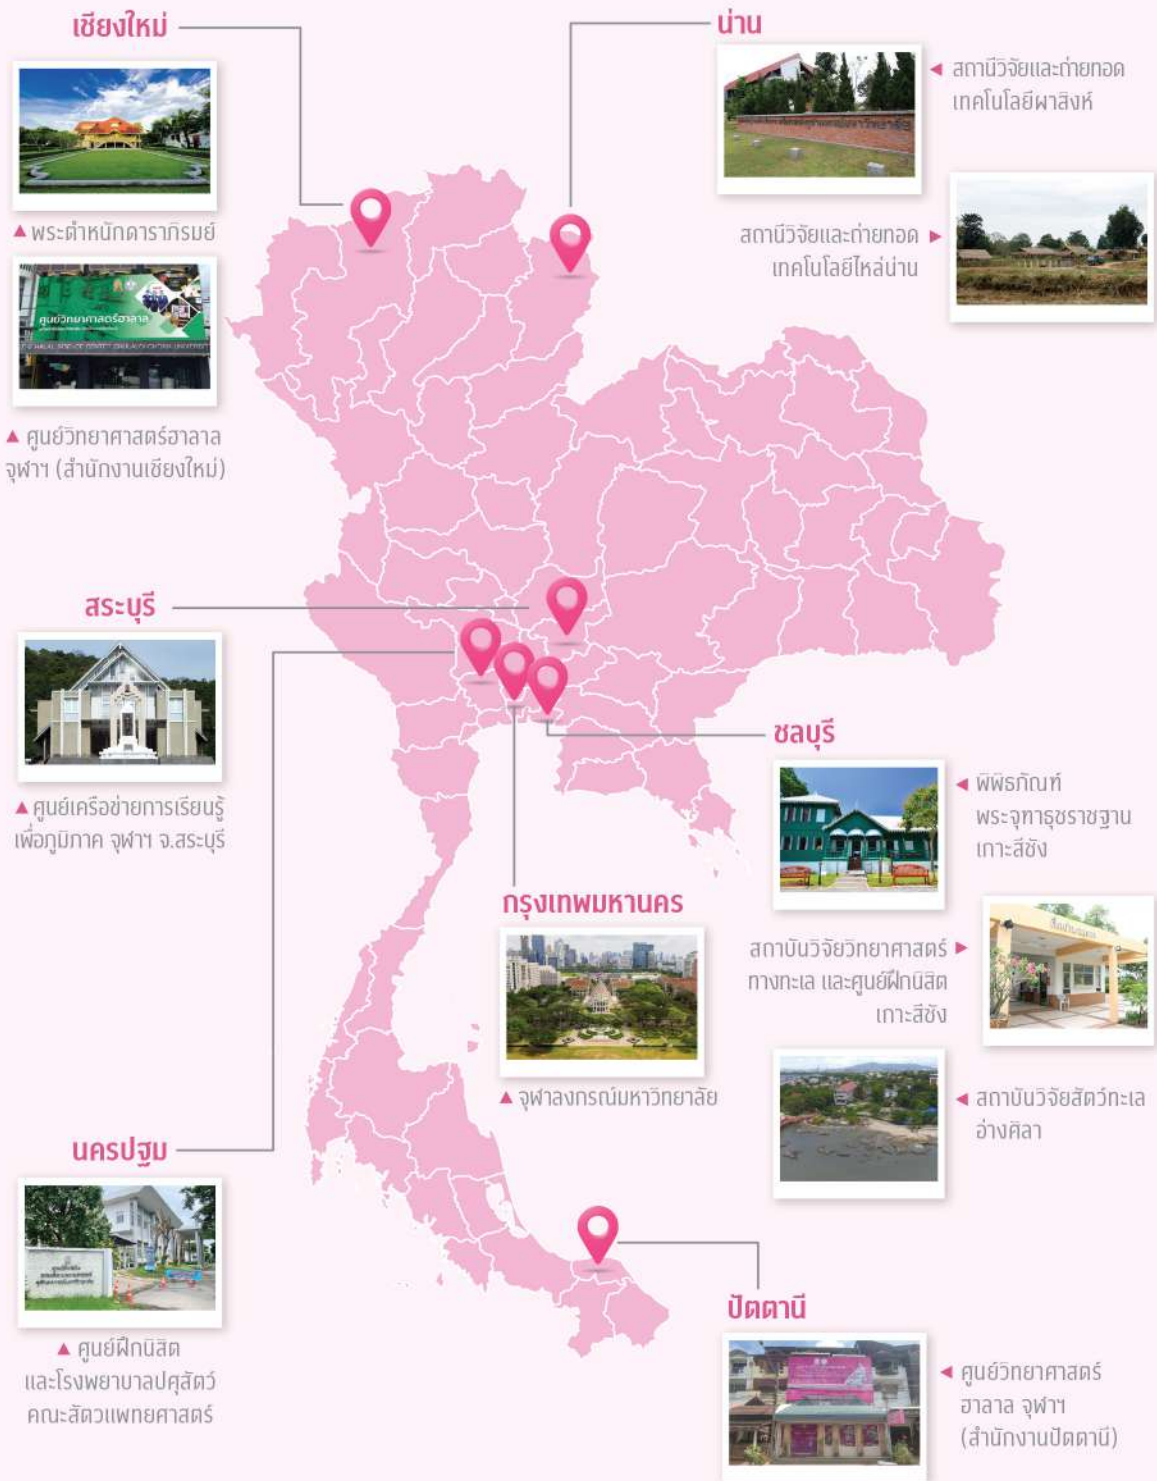 เชียงใหม่
▲ พระตำหนักดาราภิรมย์
ศูนย์วิทยาศาสตร์ฮาลาล
▲ ศูนย์วิทยาศาสตร์ฮาลาล
จุฬาฯ (สำนักงานเชียงใหม่)
น่าน
◀ สถานีวิจัยและถ่ายทอด
เทคโนโลยีผาสิงห์
สถานีวิจัยและถ่ายทอด ▶
เทคโนโลยีไหล่น่าน
สระบุรี
▲ ศูนย์เครือข่ายการเรียนรู้
เพื่อภูมิภาค จุฬาฯ จ.สระบุรี
ชลบุรี
◀ พิพิธภัณฑ์
พระจุฑาธุชราชฐาน
เกาะสีชัง
สถาบันวิจัยวิทยาศาสตร์ ▶
ทางทะเล และศูนย์ฝึกนิสิต
เกาะสีชัง
◀ สถาบันวิจัยสัตว์ทะเล
อ่างศิลา
กรุงเทพมหานคร
▲ จุฬาลงกรณ์มหาวิทยาลัย
นครปฐม
▲ ศูนย์ฝึกนิสิต
และโรงพยาบาลปศุสัตว์
คณะสัตวแพทยศาสตร์
ปัตตานี
◀ ศูนย์วิทยาศาสตร์
ฮาลาล จุฬาฯ
(สำนักงานปัตตานี)